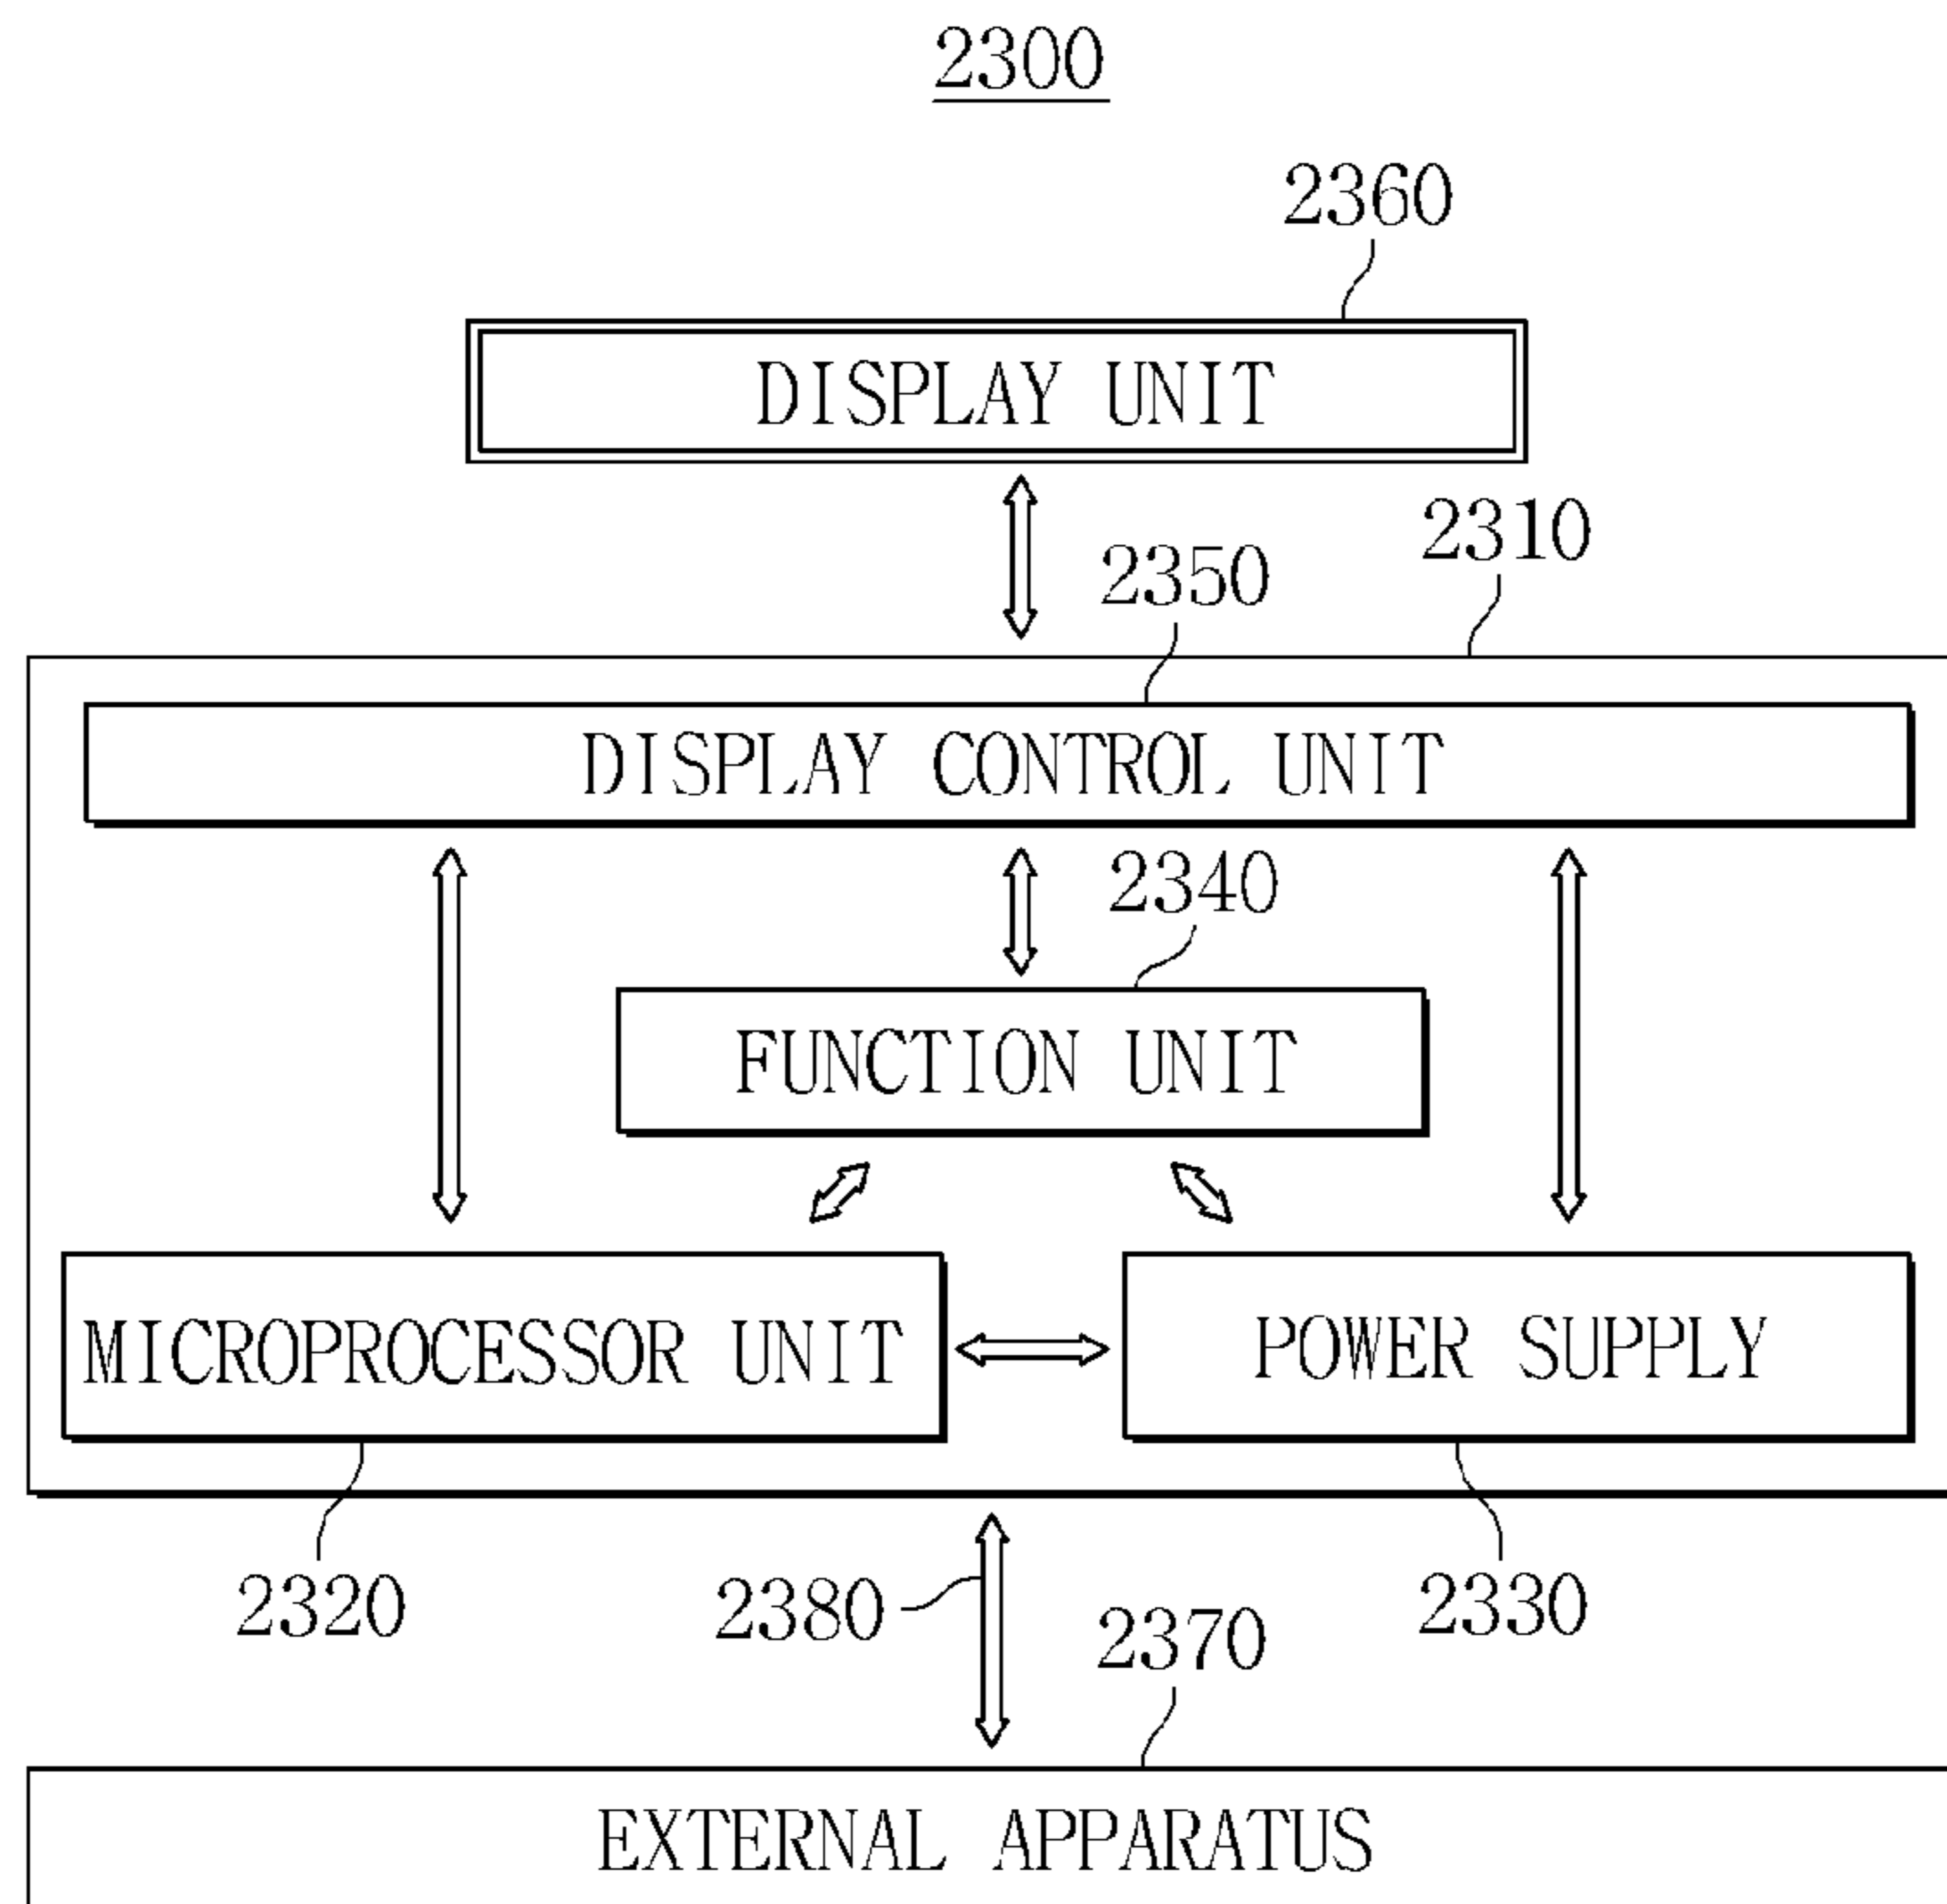 2300
2360
DISPLAY UNIT
2310
2350
DISPLAY CONTROL UNIT
2340
FUNCTION UNIT
MICROPROCESSOR UNIT
POWER SUPPLY
2320
2380
2370
2330
EXTERNAL APPARATUS